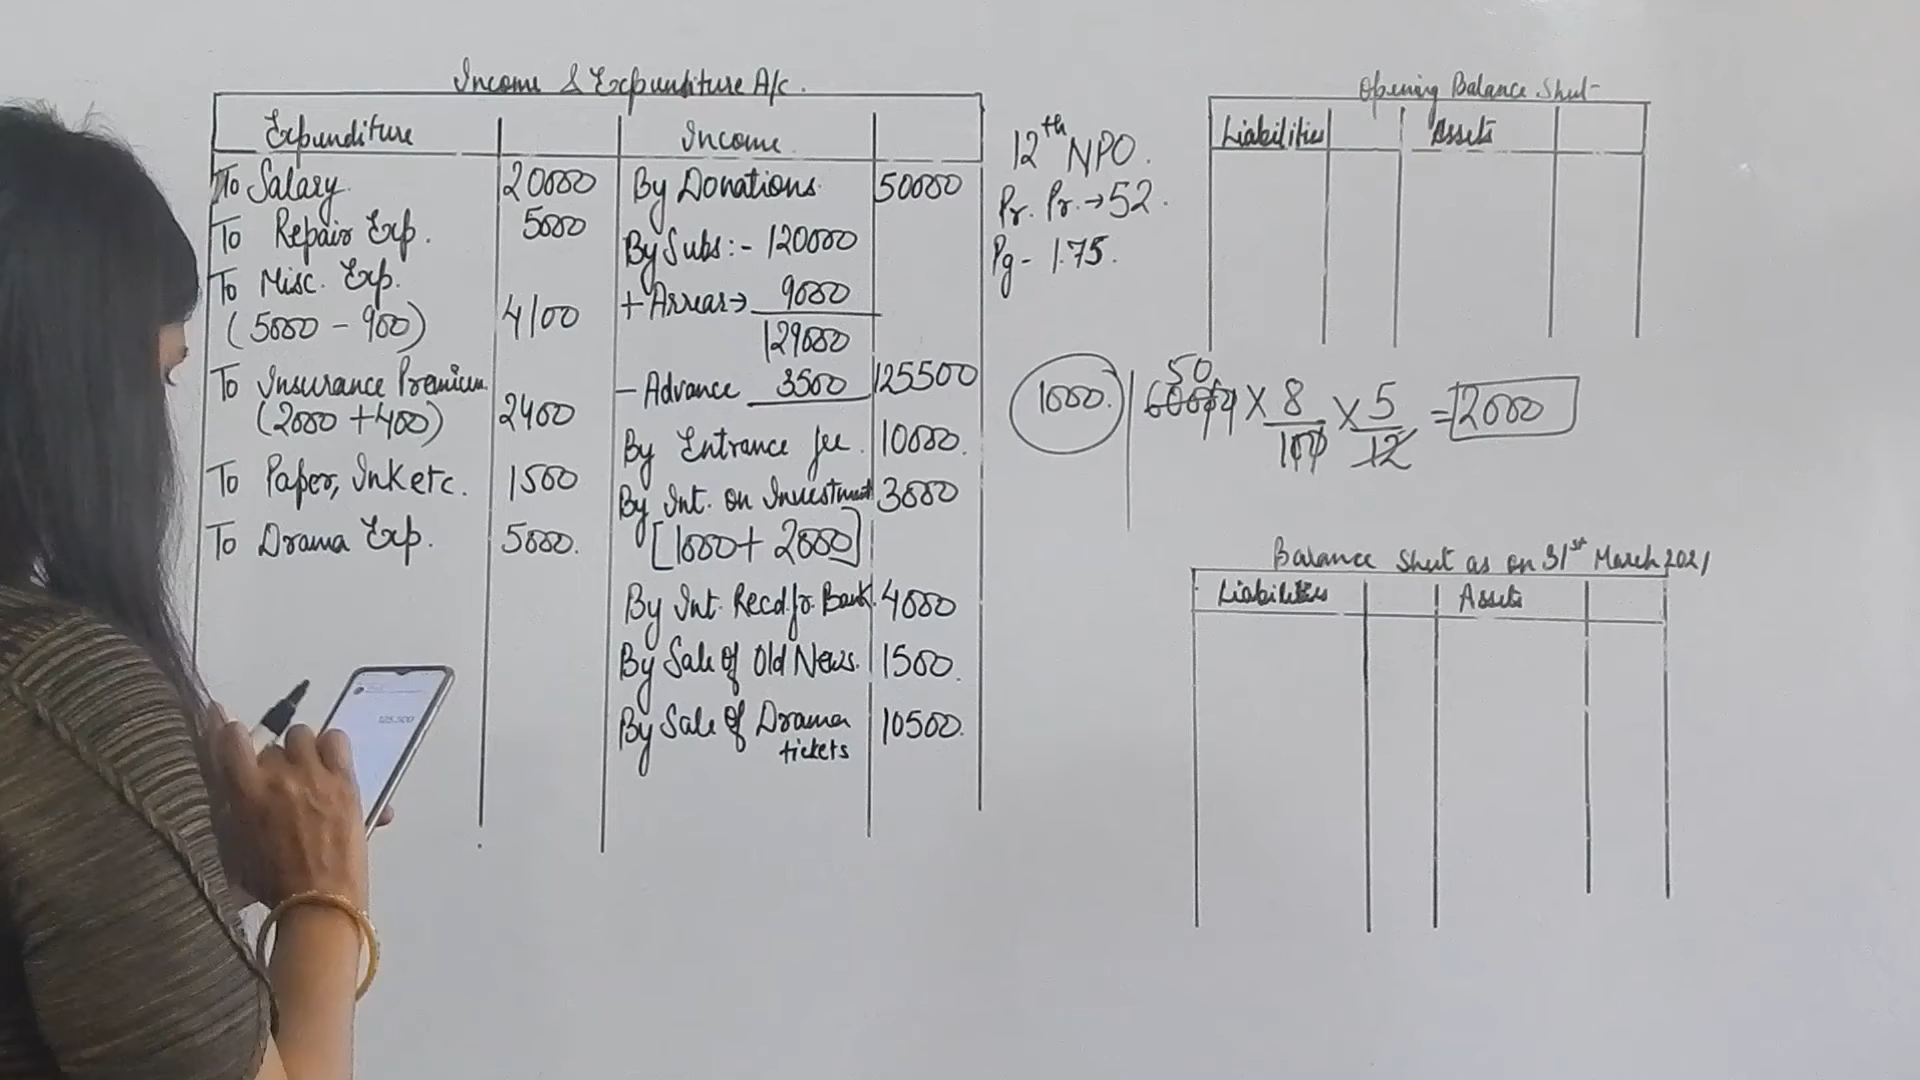 Income & Expenditure A/c.
Expenditure
Income
To Salary. 20000
To Repair Exp. 5000
To Misc. Exp.
(5000 - 900) 4100
To Insurance Premium.
(2000 + 400) 2400
To Paper, Ink etc. 1500
To Drama Exp. 5000.
By Donations 50000
By Subs :- 120000
+ Arrears → 9000
129000
- Advance 3500 125500
By Entrance fee. 10000.
By Int. on Investment 3000
[1000 + 2000]
By Int. Recd. fr. Bank. 4000
By Sale of Old News. 1500.
By Sale of Drama 10500.
tickets
12th NPO.
Pr. Pr. → 52.
Pg - 1.75.
Opening Balance Sheet
Liabilities Assets
50
1000. × 8/100 × 5/12 = 2000
Balance Sheet as on 31st March 2021
Liabilities Assets
125,500